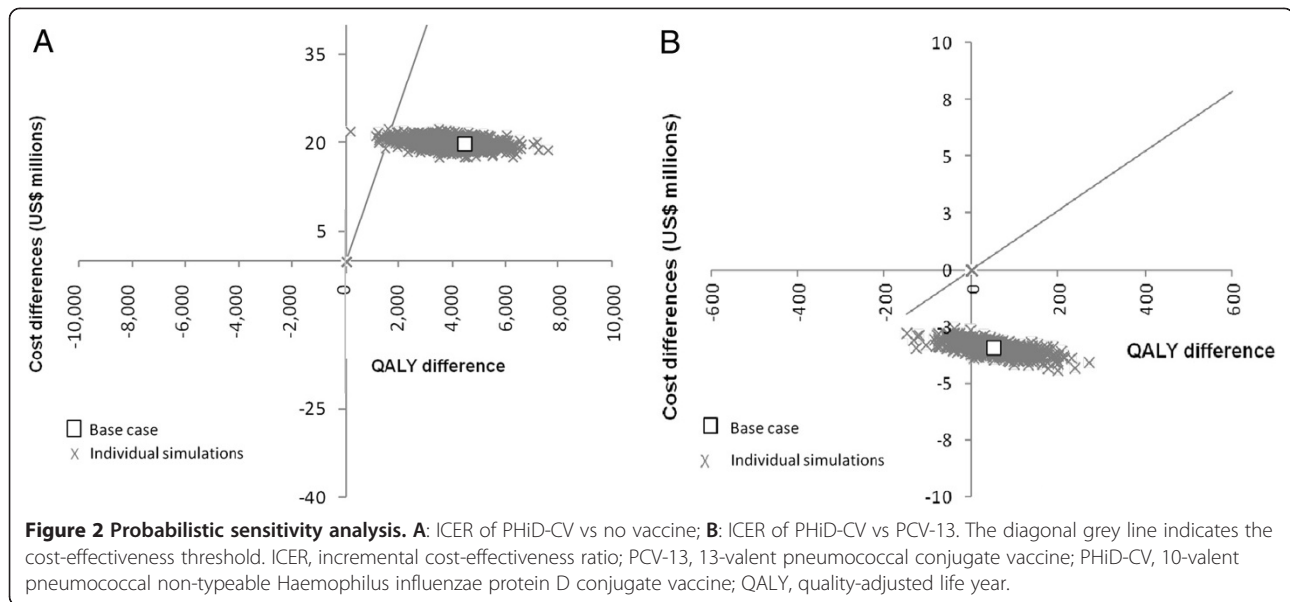 A
Cost differences (US$ millions)
35
20
5
-25
-40
-10,000
-8,000
-6,000
-4,000
-2,000
0
2,000
4,000
6,000
8,000
10,000
QALY difference
Base case
Individual simulations
B
Cost differences (US$ millions)
10
8
5
3
0
-3
-5
-8
-10
-600
-400
-200
0
200
400
600
QALY difference
Base case
Individual simulations
Figure 2 Probabilistic sensitivity analysis. A: ICER of PHiD-CV vs no vaccine; B: ICER of PHiD-CV vs PCV-13. The diagonal grey line indicates the
cost-effectiveness threshold. ICER, incremental cost-effectiveness ratio; PCV-13, 13-valent pneumococcal conjugate vaccine; PHiD-CV, 10-valent
pneumococcal non-typeable Haemophilus influenzae protein D conjugate vaccine; QALY, quality-adjusted life year.